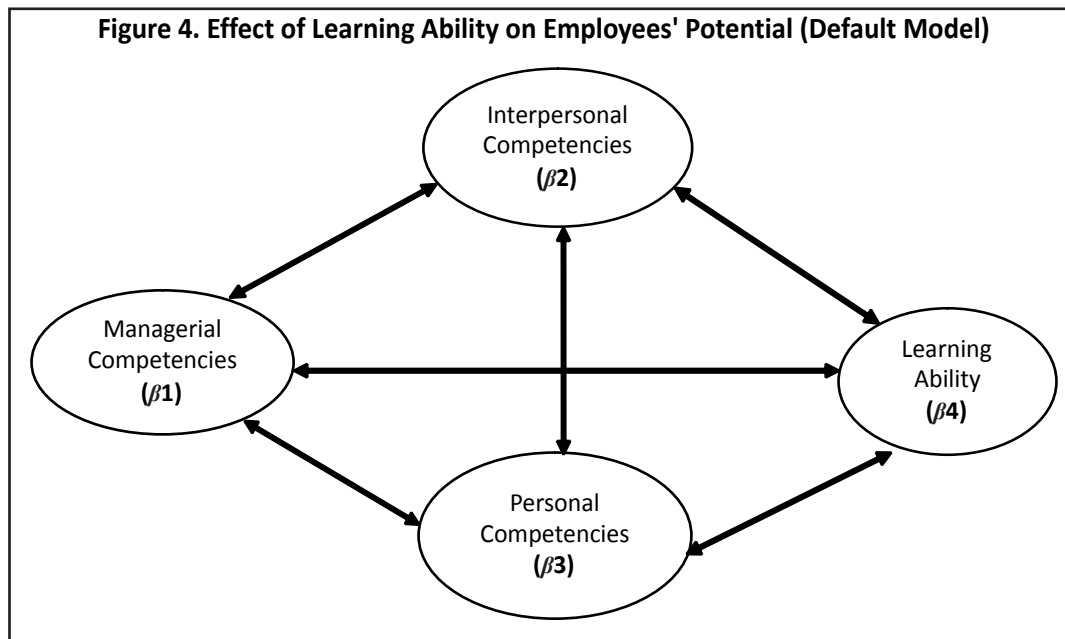 Figure 4. Effect of Learning Ability on Employees' Potential (Default Model)
Interpersonal
Competencies
(β2)
Managerial
Competencies
(β1)
Learning
Ability
(β4)
Personal
Competencies
(β3)